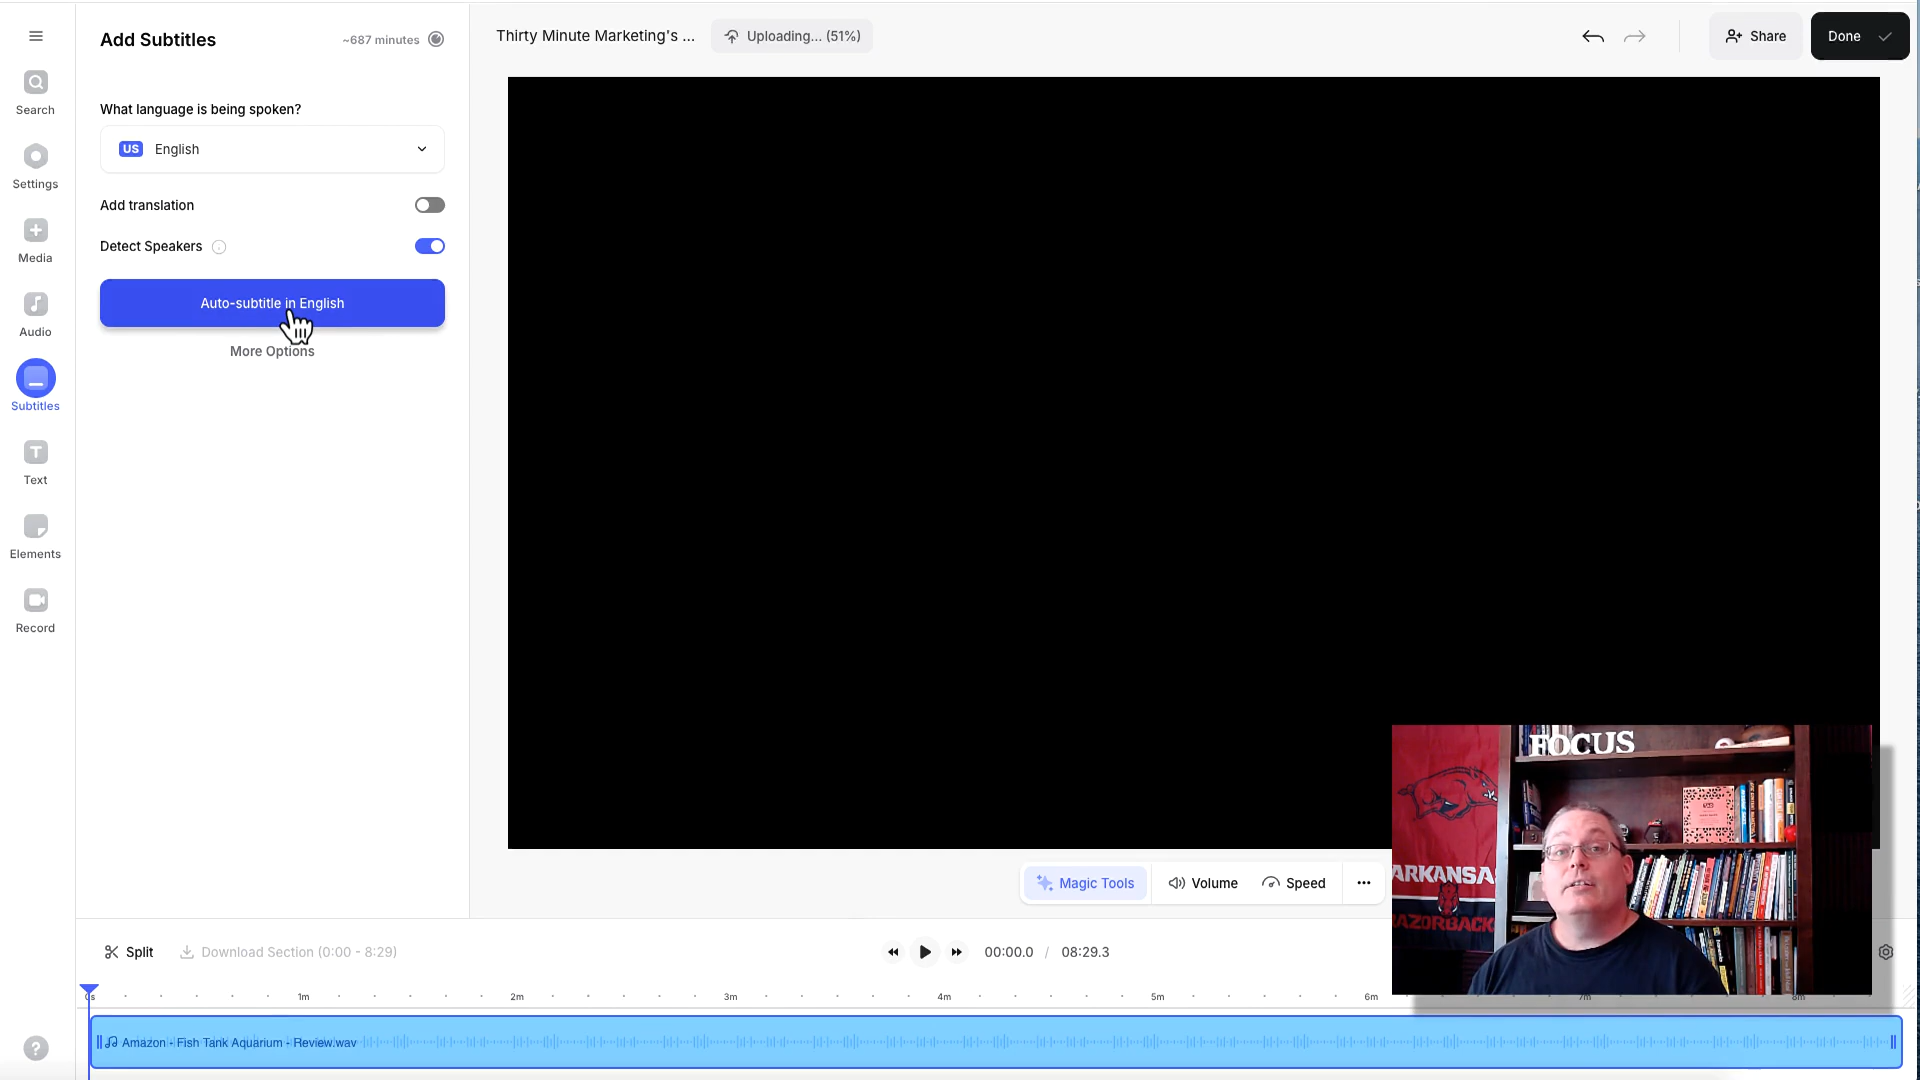 Add Subtitles
~687 minutes
Thirty Minute Marketing's ...
Uploading... (51%)
Share
Done
Search
Settings
Media
Audio
Subtitles
Text
Elements
Record
What language is being spoken?
US English
Add translation
Detect Speakers
Auto-subtitle in English
More Options
FOCUS
ARKANSA
RAZORBACK
Magic Tools
Volume
Speed
Split
Download Section (0:00 - 8:29)
00:00.0 / 08:29.3
1m 2m 3m 4m 5m 6m 7m 8m
Amazon - Fish Tank Aquarium - Review.wav